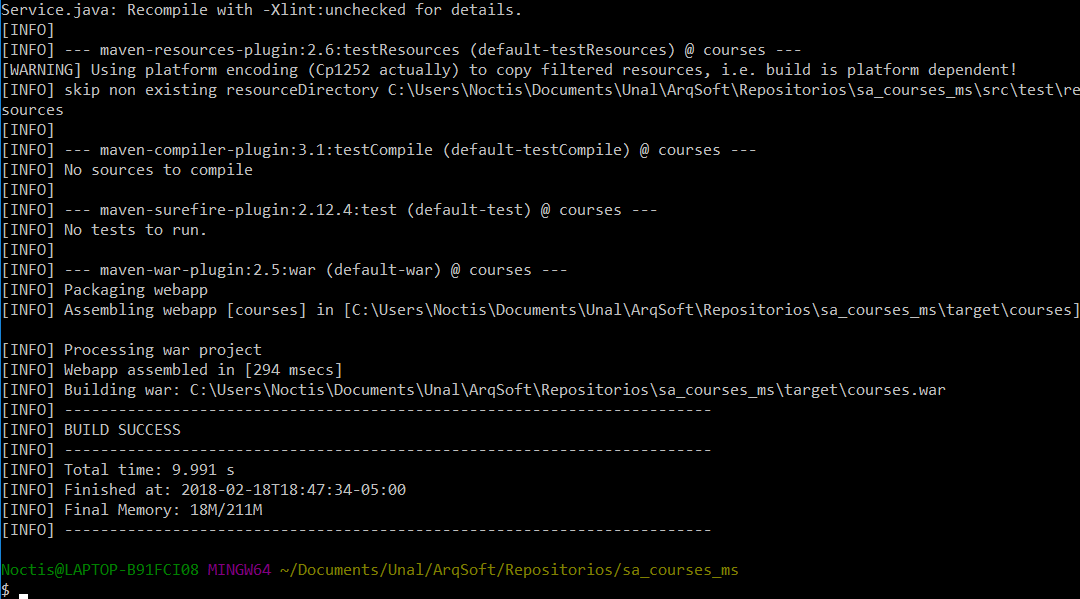 Service.java: Recompile with -Xlint:unchecked for details.
[INFO]
[INFO] --- maven-resources-plugin:2.6:testResources (default-testResources) @ courses ---
[WARNING] Using platform encoding (Cp1252 actually) to copy filtered resources, i.e. build is platform dependent!
[INFO] skip non existing resourceDirectory C:\Users\Noctis\Documents\Unal\ArqSoft\Repositorios\sa_courses_ms\src\test\re
sources
[INFO]
[INFO] --- maven-compiler-plugin:3.1:testCompile (default-testCompile) @ courses ---
[INFO] No sources to compile
[INFO]
[INFO] --- maven-surefire-plugin:2.12.4:test (default-test) @ courses ---
[INFO] No tests to run.
[INFO]
[INFO] --- maven-war-plugin:2.5:war (default-war) @ courses ---
[INFO] Packaging webapp
[INFO] Assembling webapp [courses] in [C:\Users\Noctis\Documents\Unal\ArqSoft\Repositorios\sa_courses_ms\target\courses]
[INFO] Processing war project
[INFO] Webapp assembled in [294 msecs]
[INFO] Building war: C:\Users\Noctis\Documents\Unal\ArqSoft\Repositorios\sa_courses_ms\target\courses.war
[INFO] ------------------------------------------------------------------------
[INFO] BUILD SUCCESS
[INFO] ------------------------------------------------------------------------
[INFO] Total time: 9.991 s
[INFO] Finished at: 2018-02-18T18:47:34-05:00
[INFO] Final Memory: 18M/211M
[INFO] ------------------------------------------------------------------------
Noctis@LAPTOP-B91FCI08 MINGW64 ~/Documents/Unal/ArqSoft/Repositorios/sa_courses_ms
$